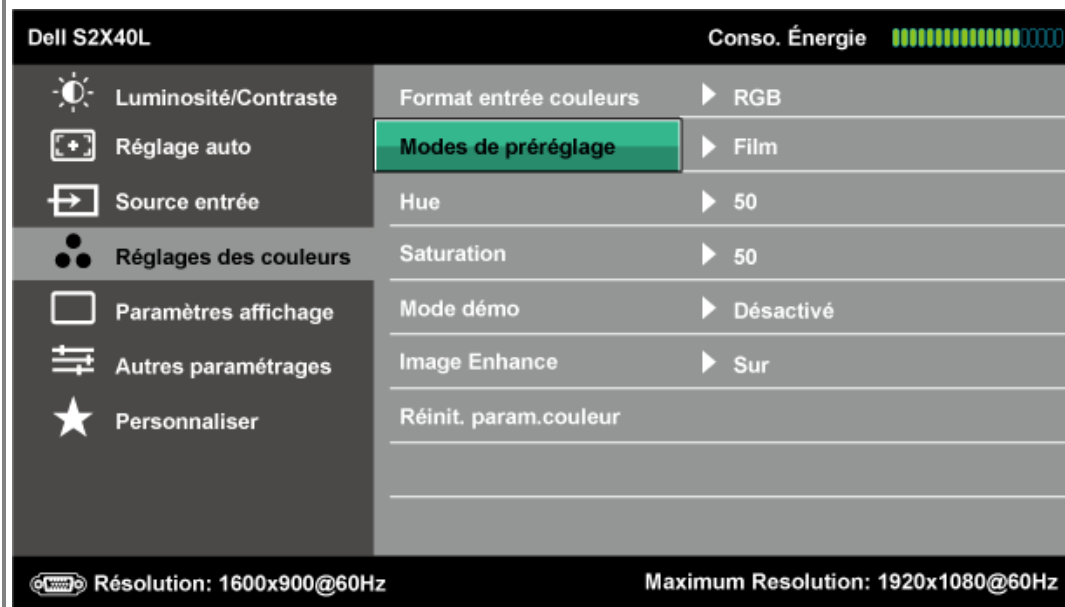 Dell S2X40L Conso. Énergie
Luminosité/Contraste Format entrée couleurs RGB
Réglage auto Modes de préréglage Film
Source entrée Hue 50
Réglages des couleurs Saturation 50
Paramètres affichage Mode démo Désactivé
Autres paramétrages Image Enhance Sur
Personnaliser Réinit. param.couleur
Résolution: 1600x900@60Hz Maximum Resolution: 1920x1080@60Hz